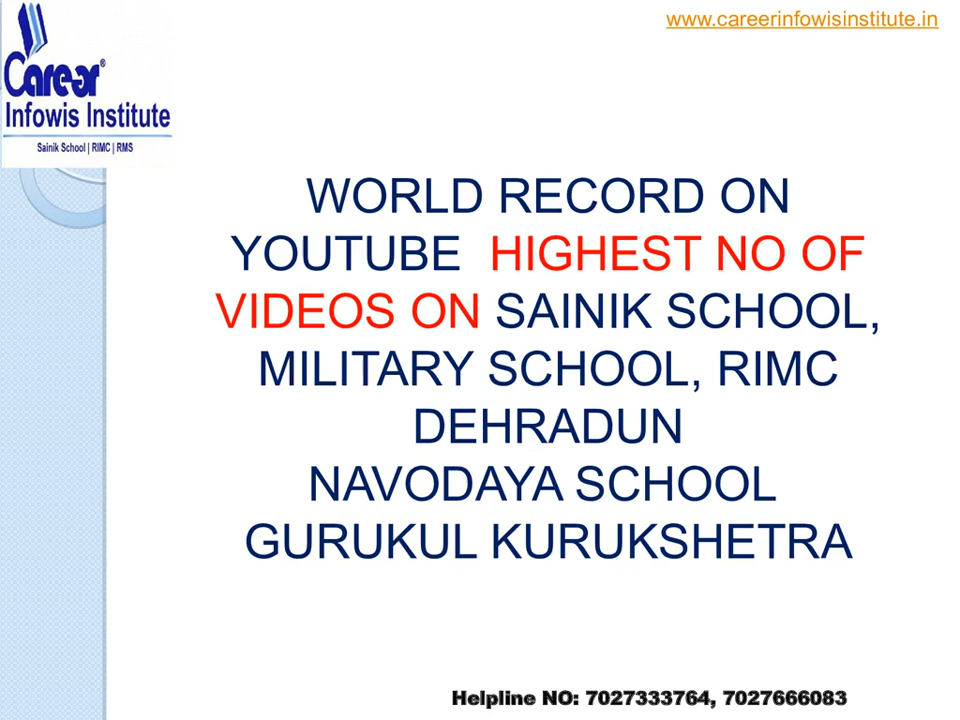 www.careerinfowisinstitute.in
Career®
Infowis Institute
Sainik School | RIMC | RMS
WORLD RECORD ON
YOUTUBE HIGHEST NO OF
VIDEOS ON SAINIK SCHOOL,
MILITARY SCHOOL, RIMC
DEHRADUN
NAVODAYA SCHOOL
GURUKUL KURUKSHETRA
Helpline NO: 7027333764, 7027666083